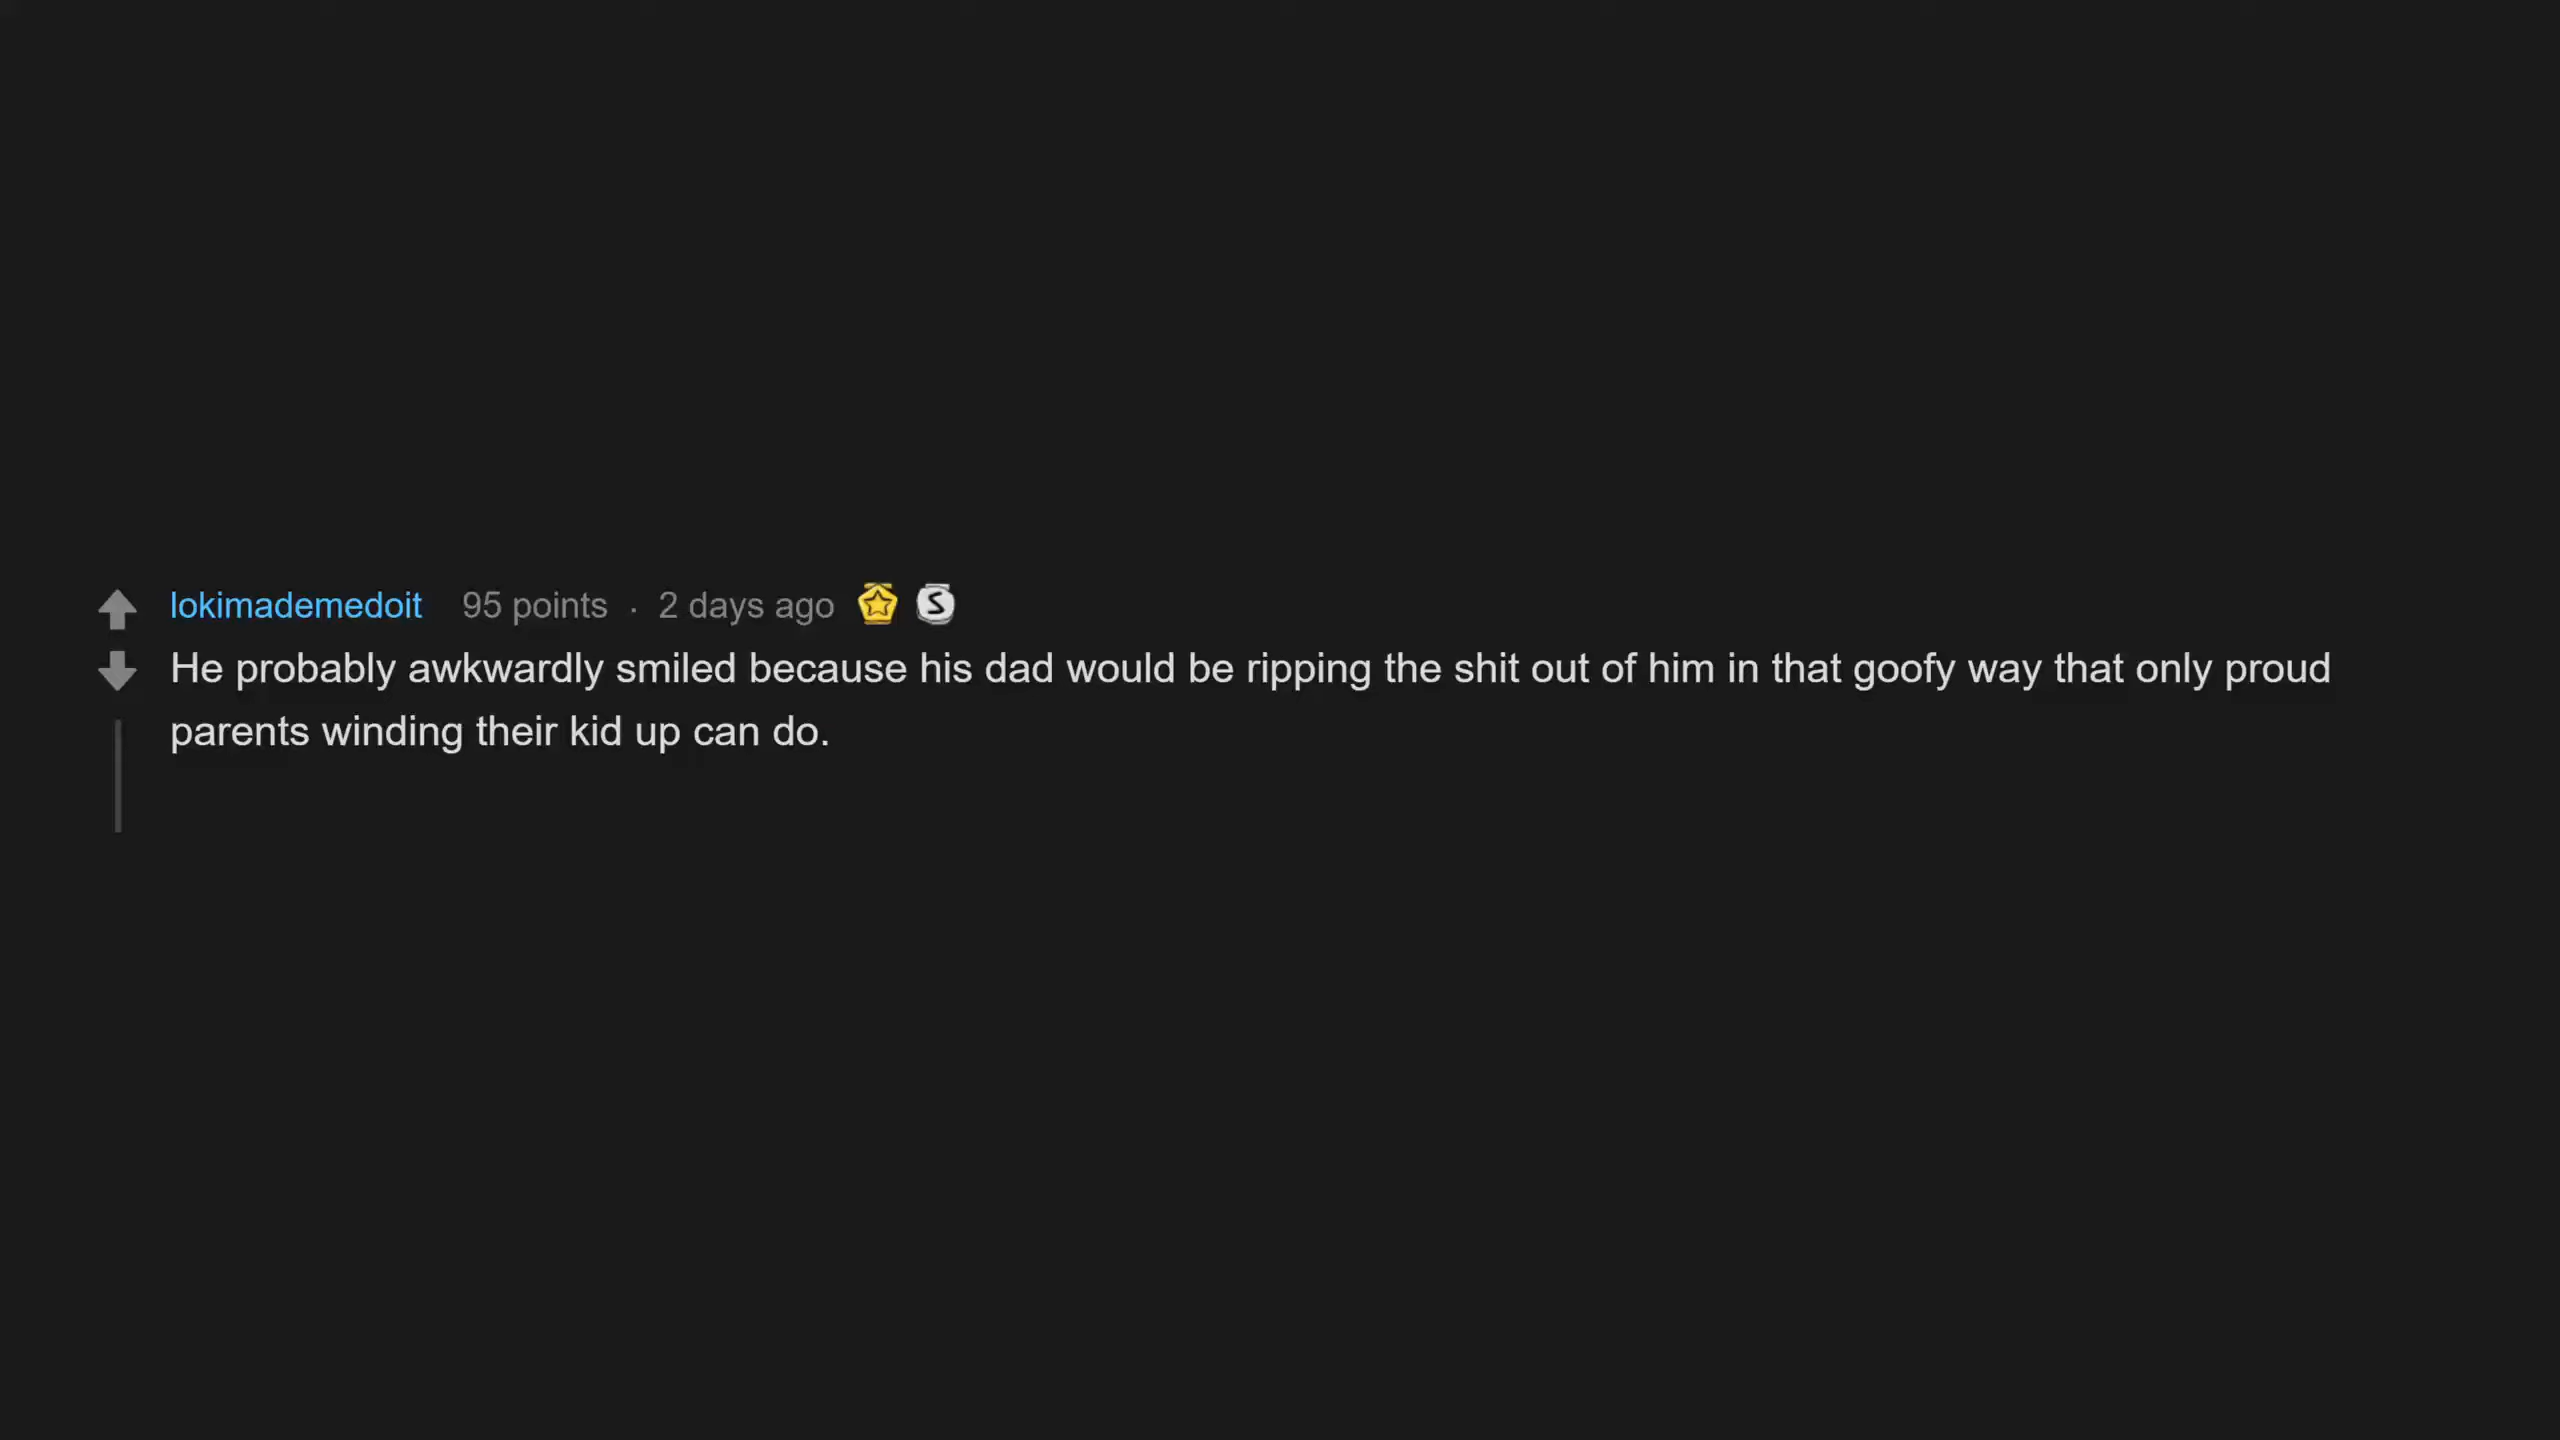 lokimademedoit 95 points · 2 days ago S
He probably awkwardly smiled because his dad would be ripping the shit out of him in that goofy way that only proud
parents winding their kid up can do.